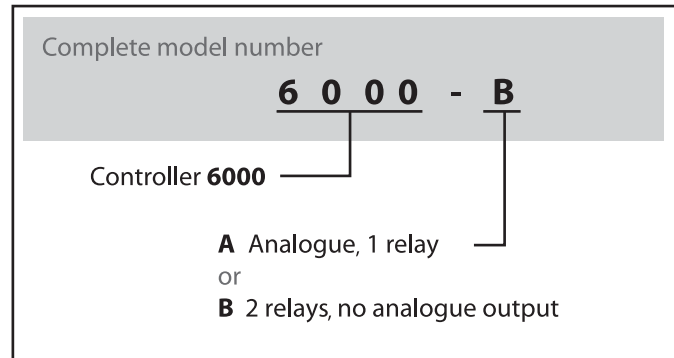 Complete model number
6 0 0 0 - B
Controller 6000
A Analogue, 1 relay
or
B 2 relays, no analogue output